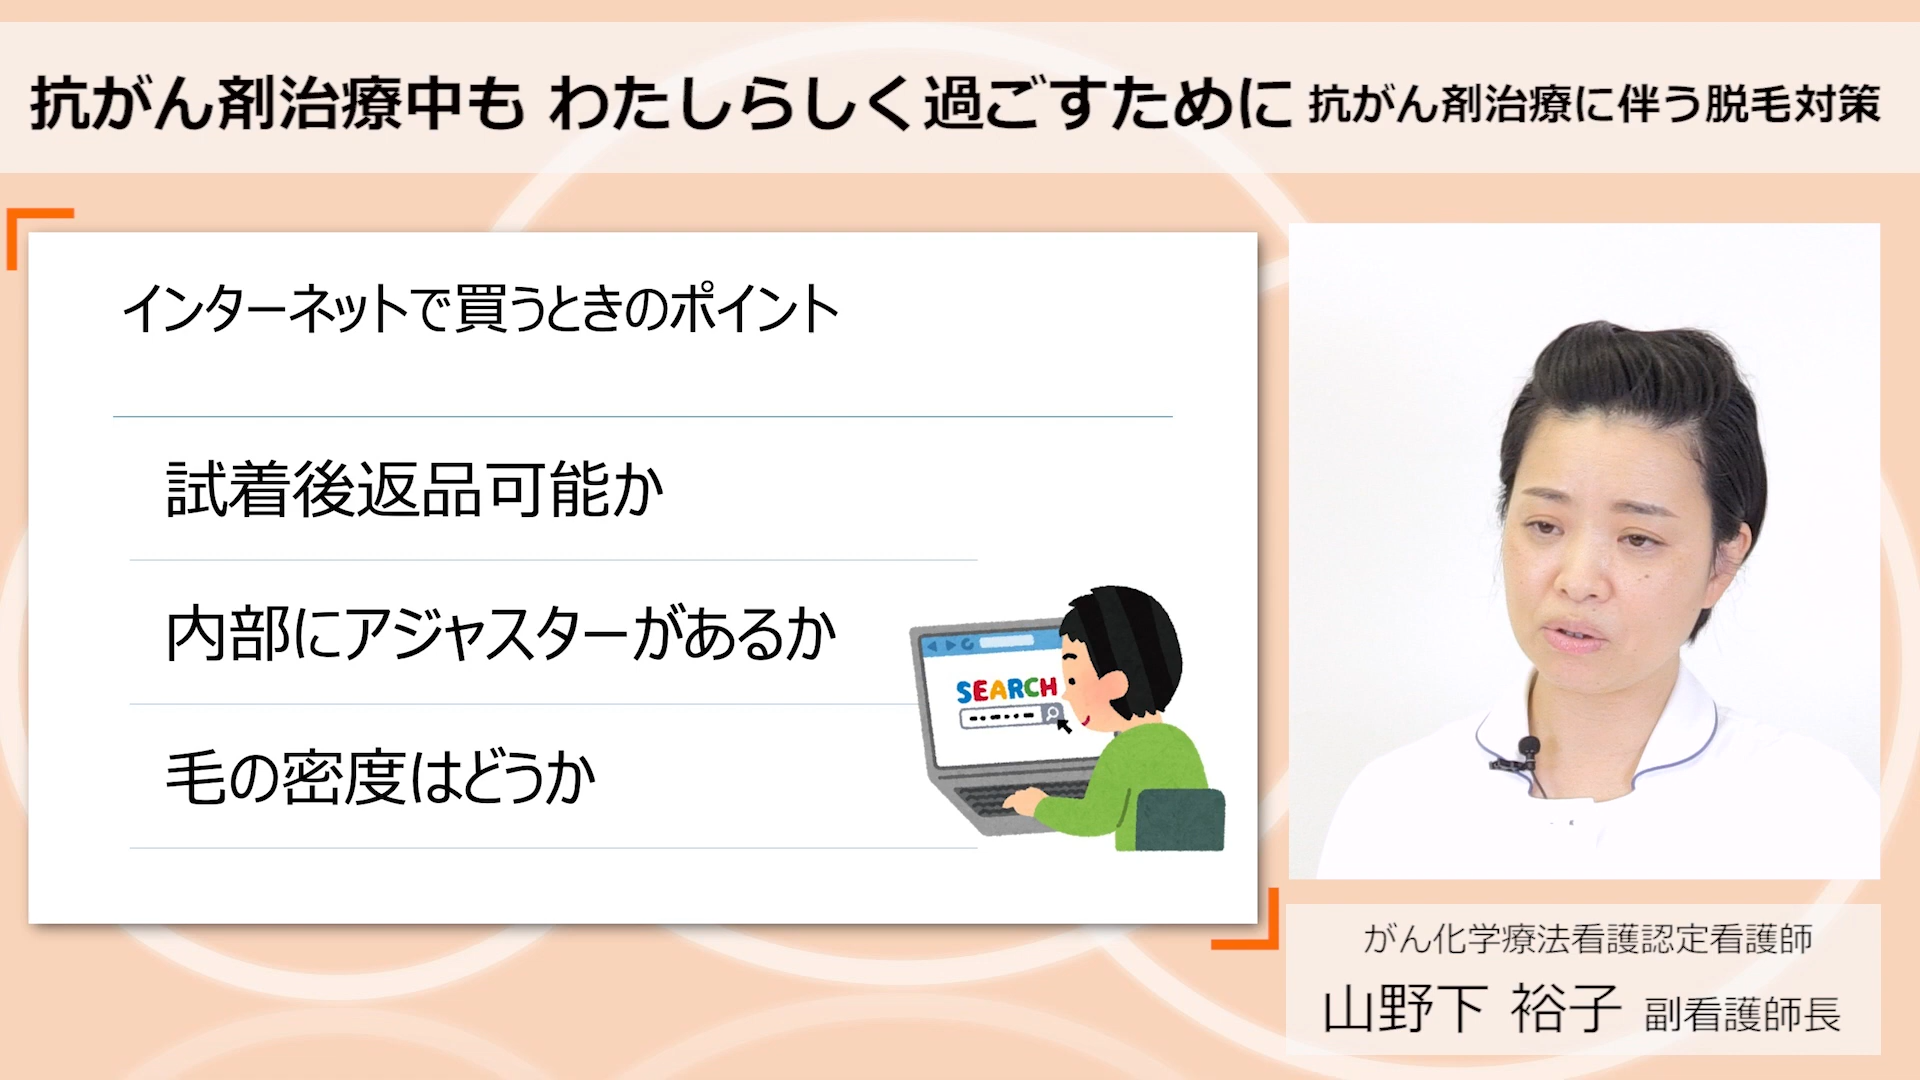 抗がん剤治療中も わたしらしく過ごすために 抗がん剤治療に伴う脱毛対策
インターネットで買うときのポイント
試着後返品可能か
内部にアジャスターがあるか
毛の密度はどうか
SEARCH
がん化学療法看護認定看護師
山野下 裕子 副看護師長